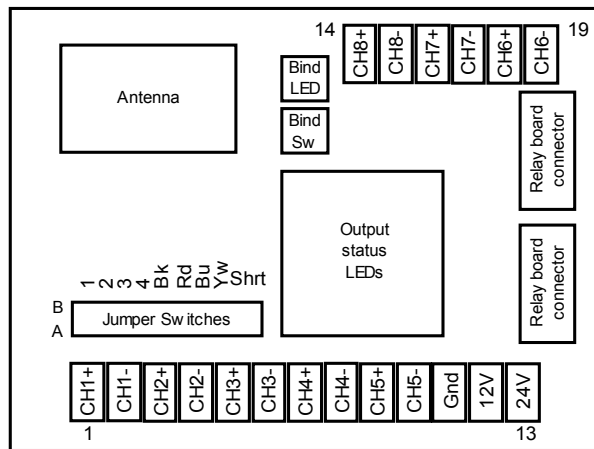 14
CH8+
CH8-
CH7+
CH7-
CH6+
CH6-
19
Antenna
Bind
LED
Bind
Sw
Relay board
connector
Output
status
LEDs
Relay board
connector
1
2
3
4
Bk
Rd
Bu
Yw
Shrt
B
A
Jumper Switches
CH1+
CH1-
CH2+
CH2-
CH3+
CH3-
CH4+
CH4-
CH5+
CH5-
Gnd
12V
24V
1
13